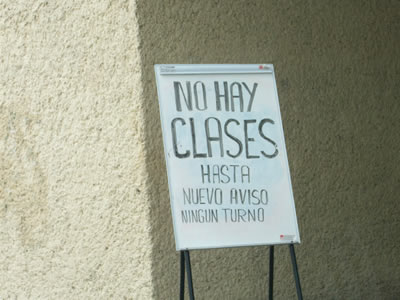 NO HAY
CLASES
HASTA
NUEVO AVISO
NINGUN TURNO